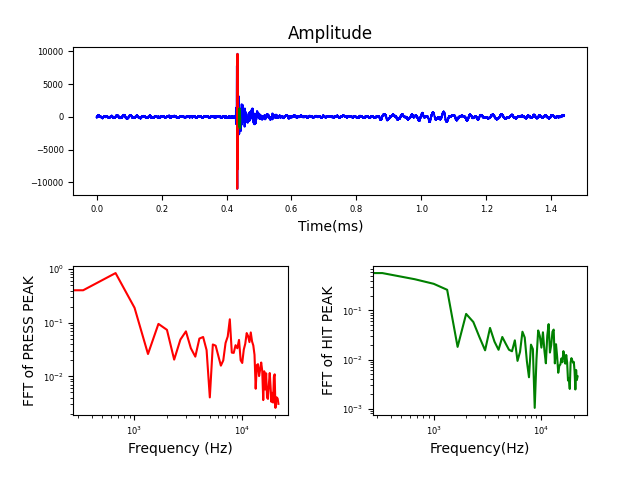 Amplitude
10000
5000
0
−5000
−10000
0.0 0.2 0.4 0.6 0.8 1.0 1.2 1.4
Time(ms)
FFT of PRESS PEAK
10⁰
10⁻¹
10⁻²
10³ 10⁴
Frequency (Hz)
FFT of HIT PEAK
10⁻¹
10⁻²
10⁻³
10³ 10⁴
Frequency(Hz)